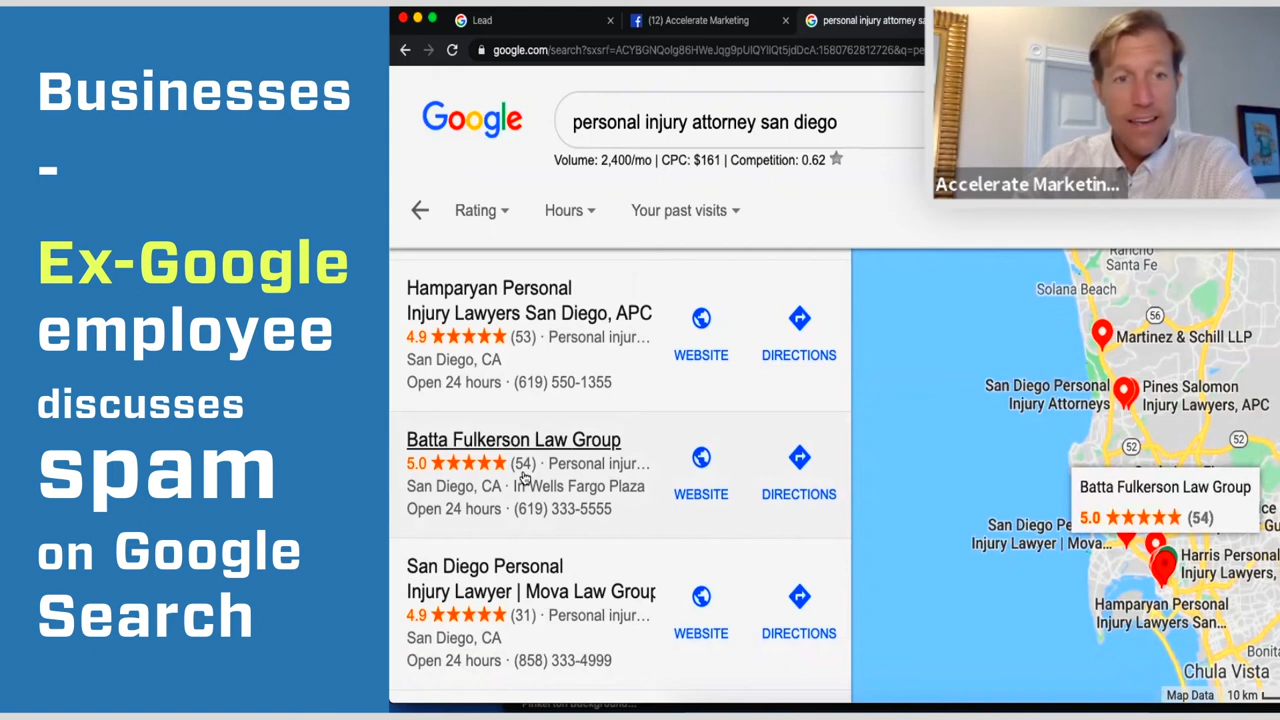 Businesses
-
Ex-Google
employee
discusses
spam
on Google
Search
Lead
(12) Accelerate Marketing
personal injury attorney sa
google.com/search?sxsrf=ACYBGNQolg86HWeJqg9pUlQYllQt5jdDcA:1580762812726&q=pe
Google
personal injury attorney san diego
Volume: 2,400/mo | CPC: $161 | Competition: 0.62
Accelerate Marketin...
Rating
Hours
Your past visits
Hamparyan Personal
Injury Lawyers San Diego, APC
4.9 (53) · Personal injur...
San Diego, CA
Open 24 hours · (619) 550-1355
WEBSITE
DIRECTIONS
Batta Fulkerson Law Group
5.0 (54) · Personal injur...
San Diego, CA · In Wells Fargo Plaza
Open 24 hours · (619) 333-5555
WEBSITE
DIRECTIONS
San Diego Personal
Injury Lawyer | Mova Law Group
4.9 (31) · Personal injur...
San Diego, CA
Open 24 hours · (858) 333-4999
WEBSITE
DIRECTIONS
Rancho
Santa Fe
Solana Beach
56
Martinez & Schill LLP
San Diego Personal
Injury Attorneys
Pines Salomon
Injury Lawyers, APC
52
52
Batta Fulkerson Law Group
5.0 (54)
San Diego Pe
Injury Lawyer | Mova...
Harris Personal
Injury Lawyers,
Hamparyan Personal
Injury Lawyers San...
Bonita
Chula Vista
Map Data
10 km